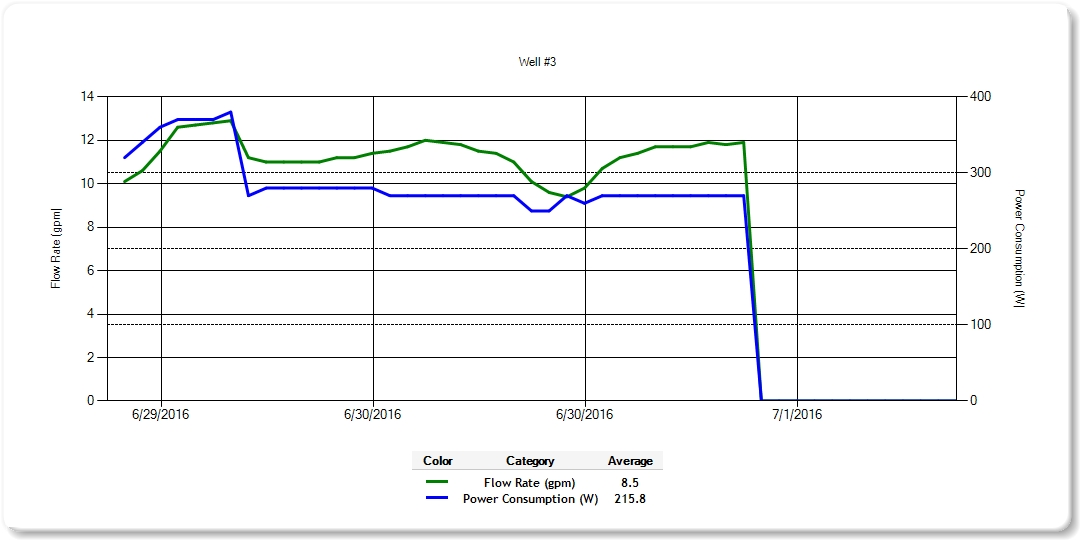 Well #3
14
12
10
8
6
4
2
0
Flow Rate (gpm)
400
300
200
100
0
Power Consumption (W)
6/29/2016 6/30/2016 6/30/2016 7/1/2016
Color Category Average
Flow Rate (gpm) 8.5
Power Consumption (W) 215.8